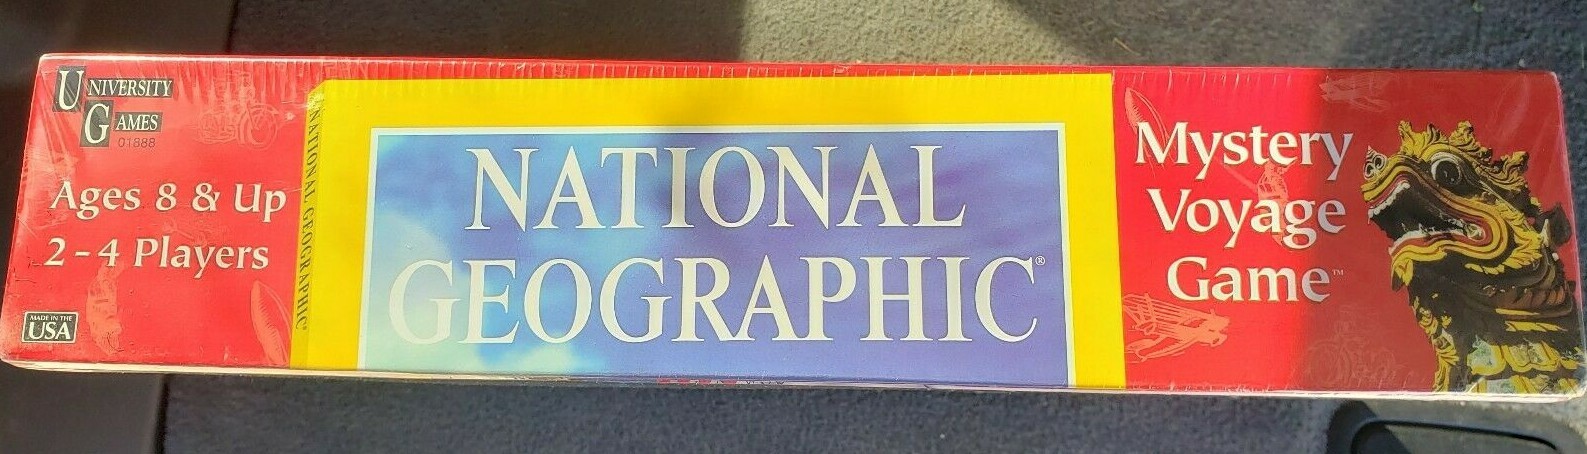 UNIVERSITY
GAMES
01888
Ages 8 & Up
2 - 4 Players
MADE IN THE
USA
NATIONAL GEOGRAPHIC
NATIONAL
GEOGRAPHIC®
Mystery
Voyage
Game™